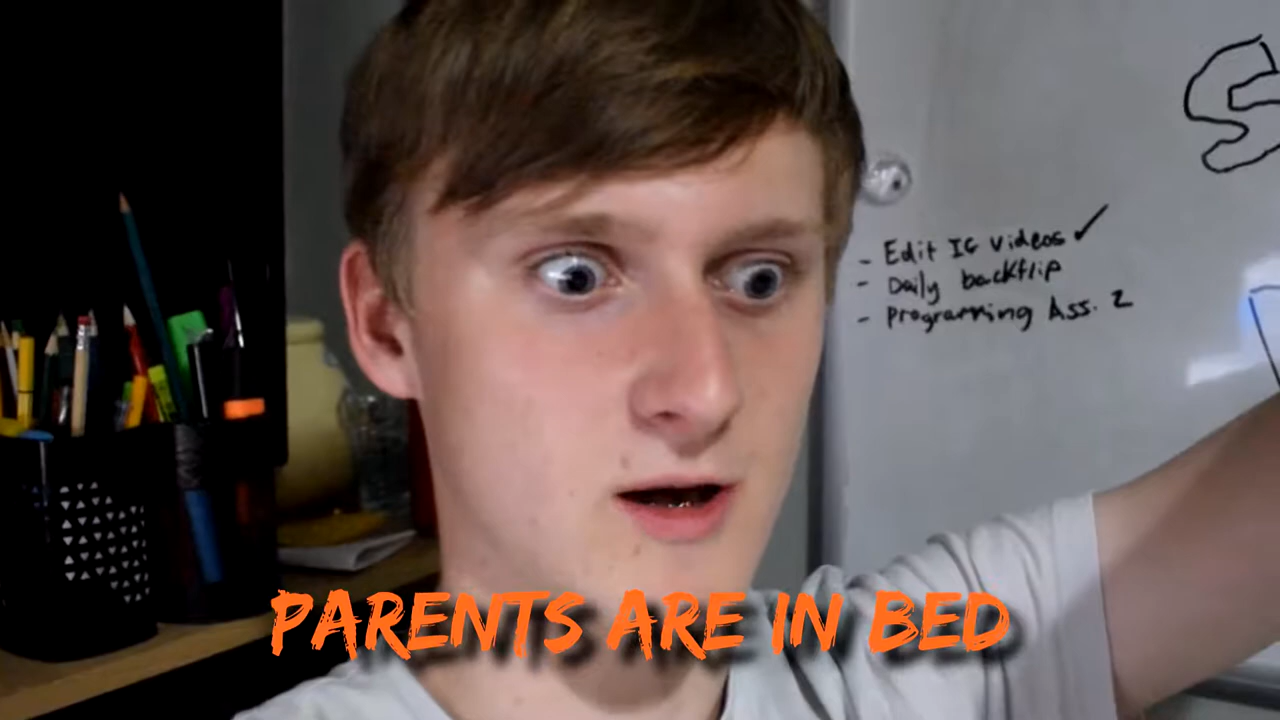 - Edit IG videos ✓
- Daily backflip
- Programming Ass. 2
PARENTS ARE IN BED